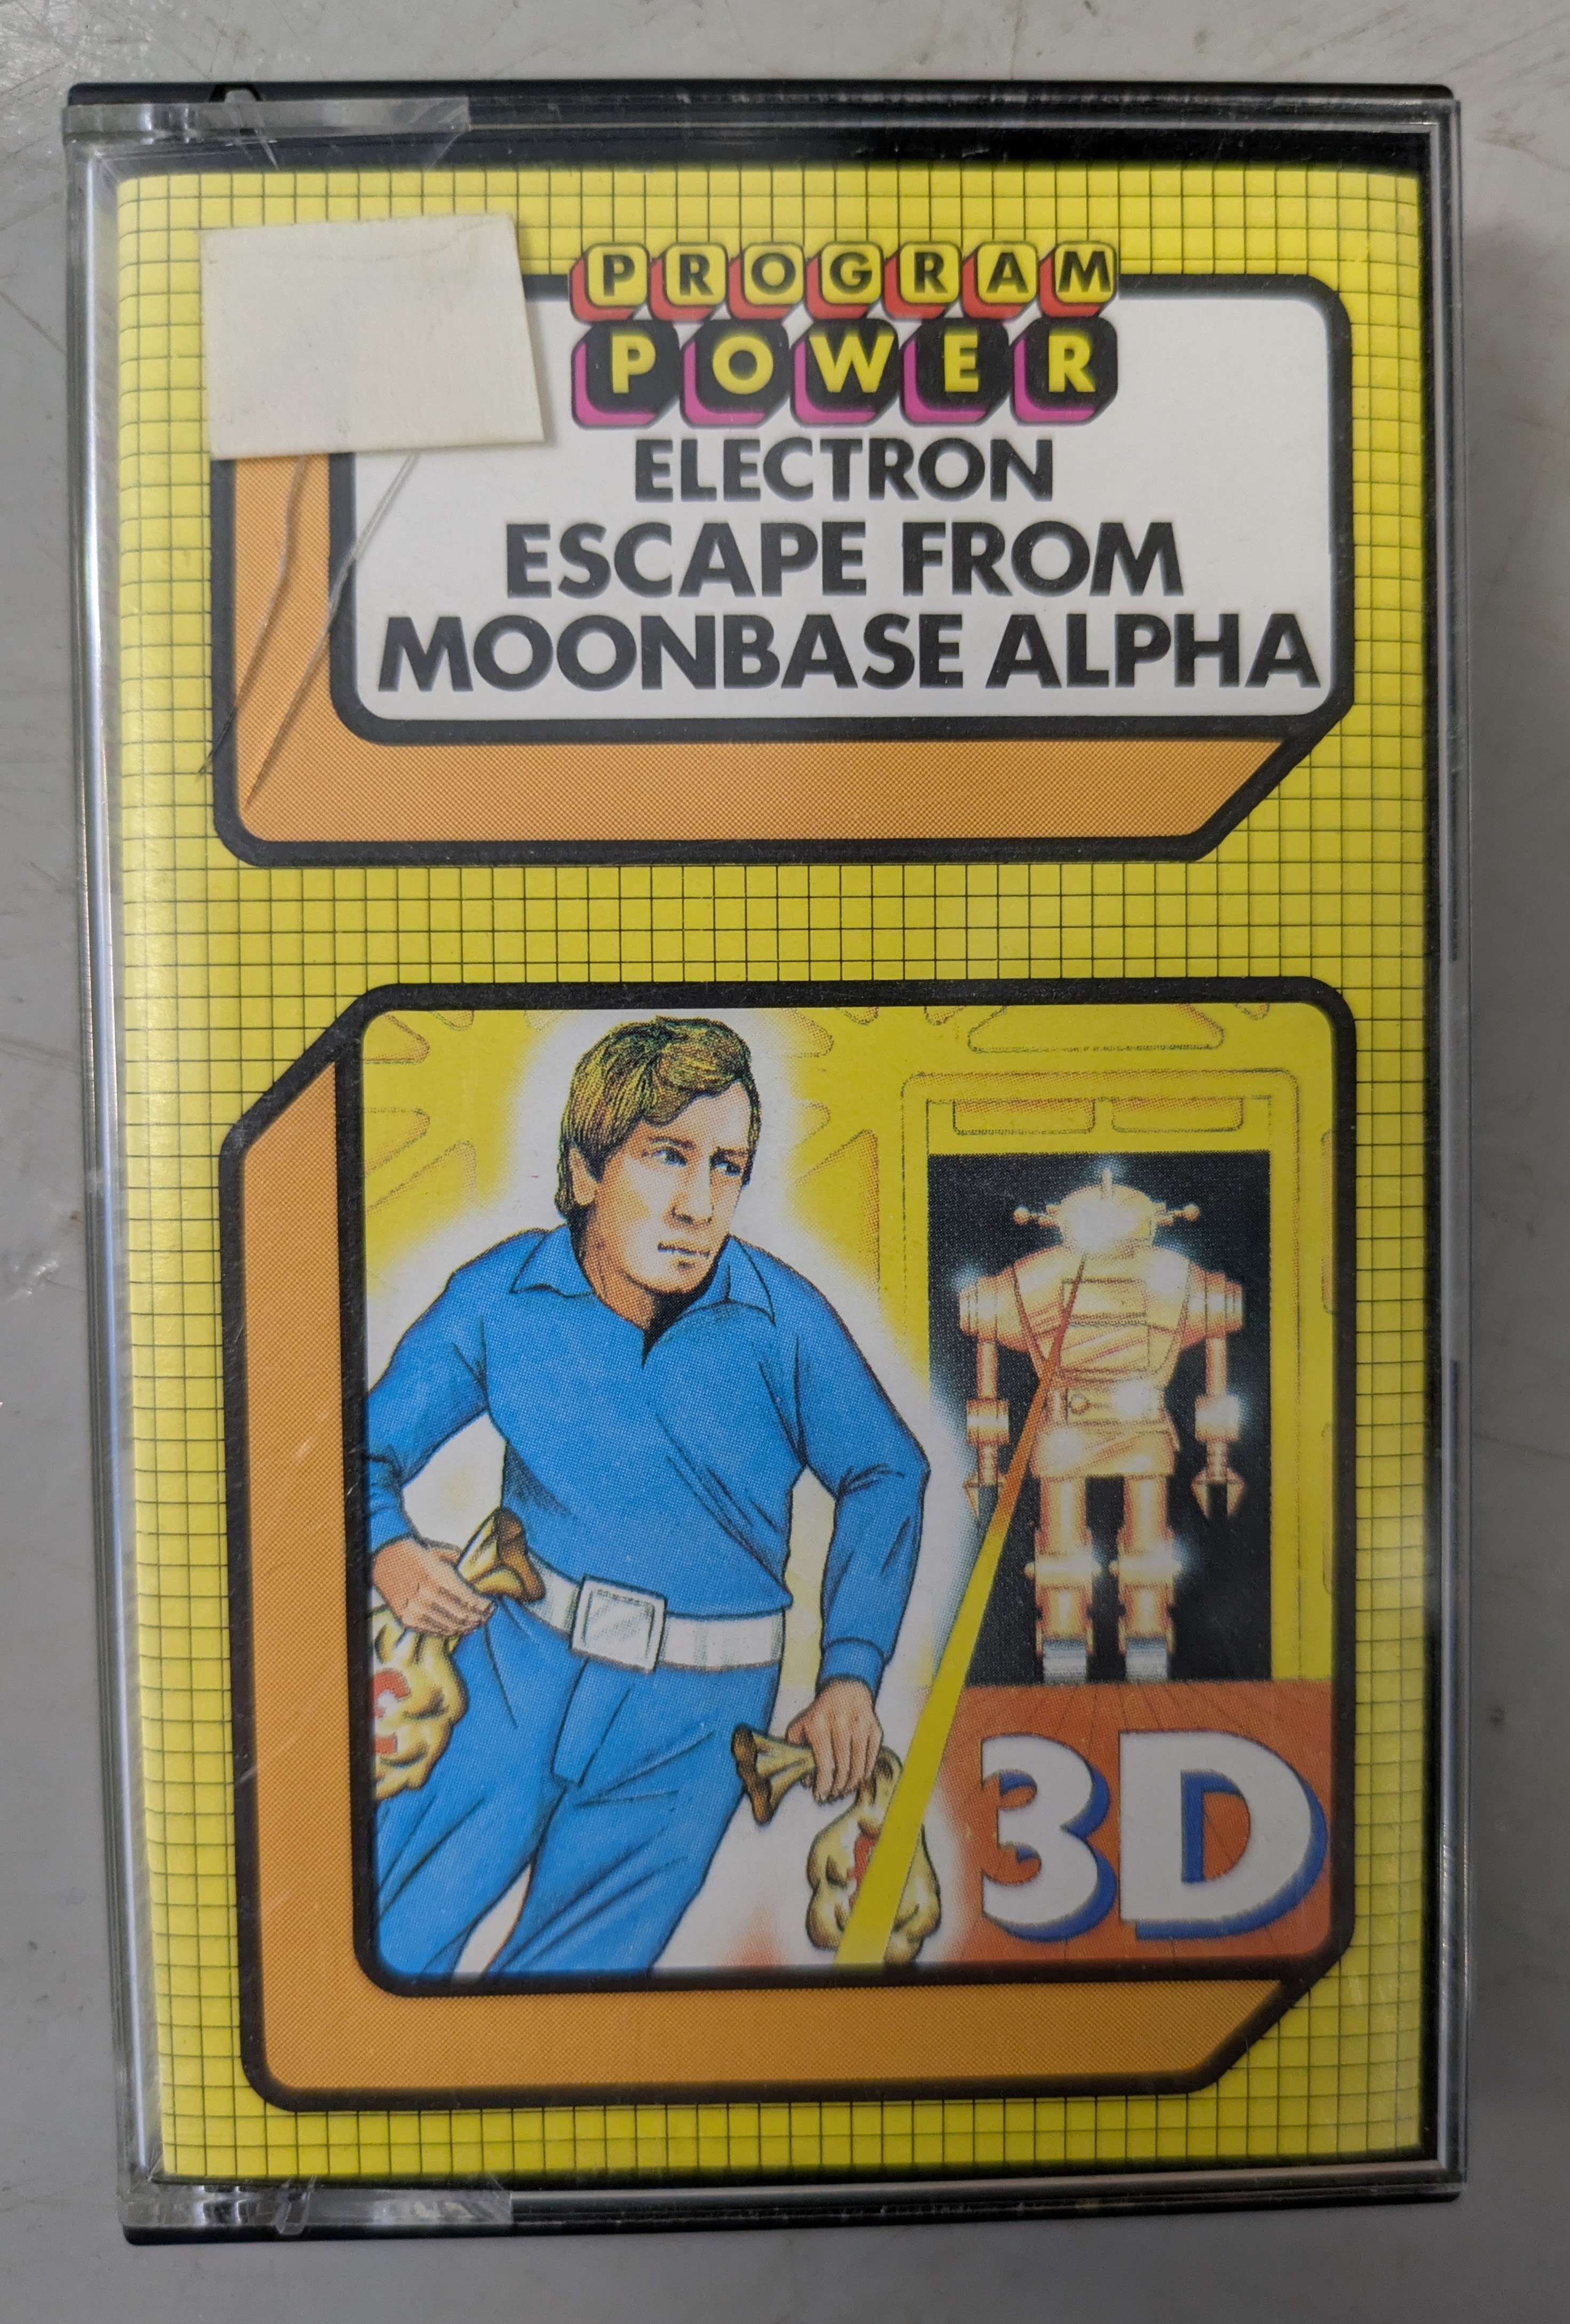 PROGRAM
POWER
ELECTRON
ESCAPE FROM
MOONBASE ALPHA
£
3D